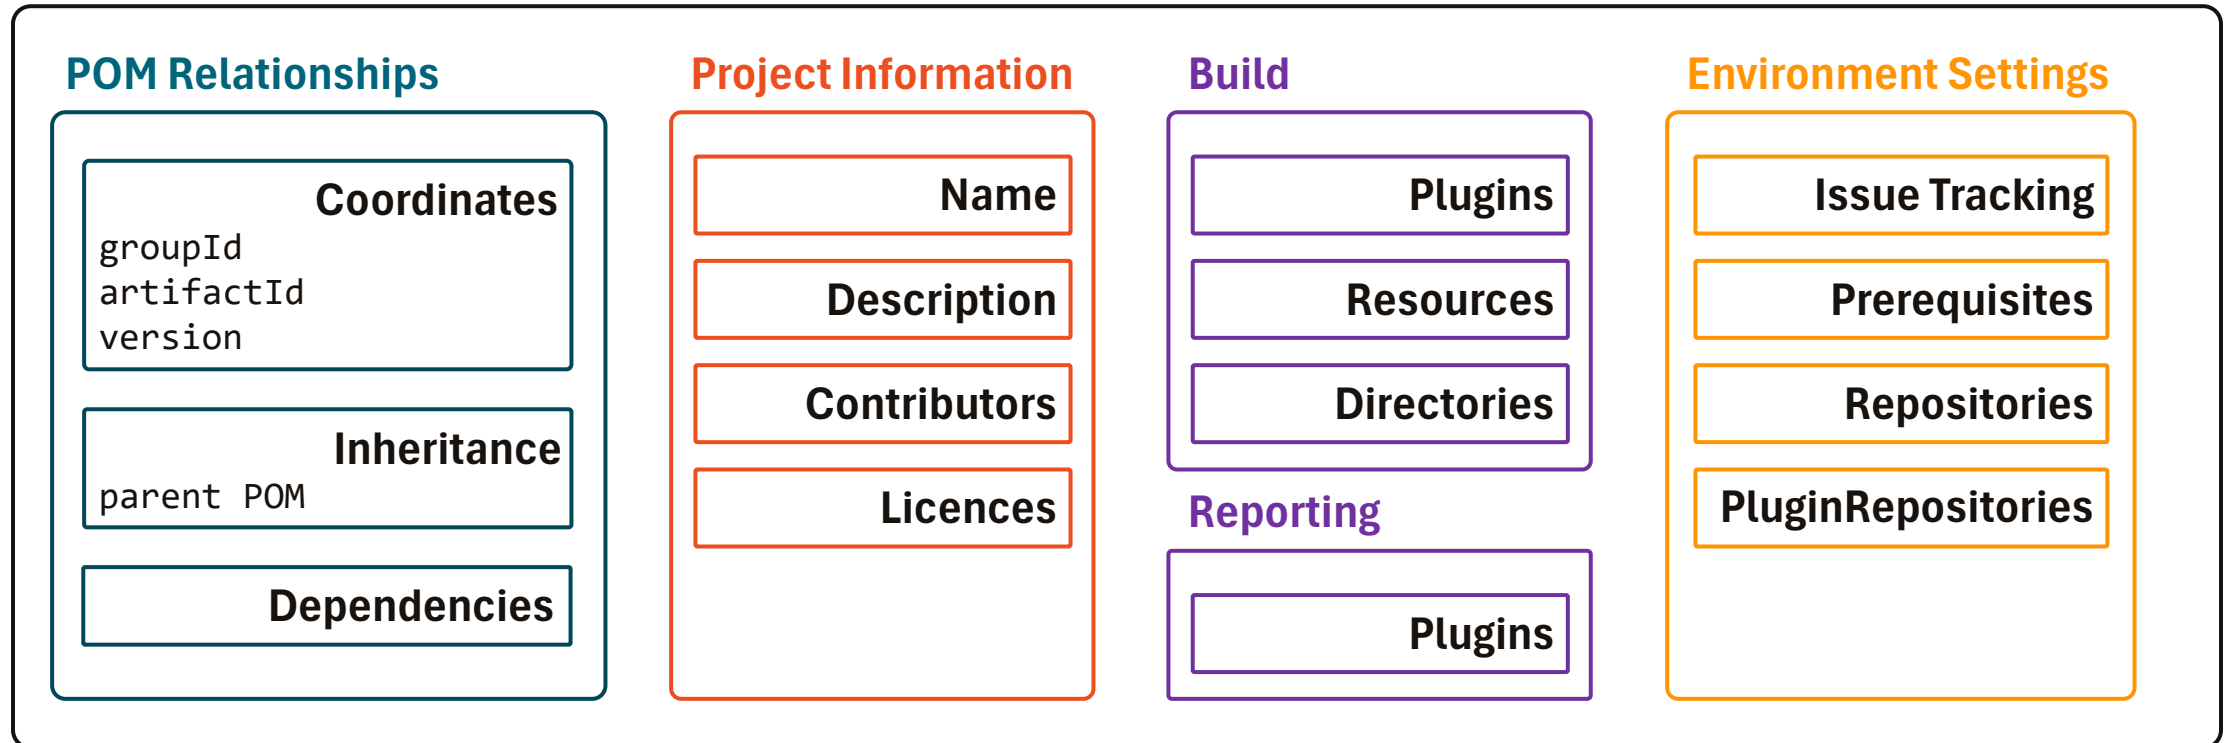 POM Relationships
Coordinates
groupId
artifactId
version
Inheritance
parent POM
Dependencies
Project Information
Name
Description
Contributors
Licences
Build
Plugins
Resources
Directories
Reporting
Plugins
Environment Settings
Issue Tracking
Prerequisites
Repositories
PluginRepositories